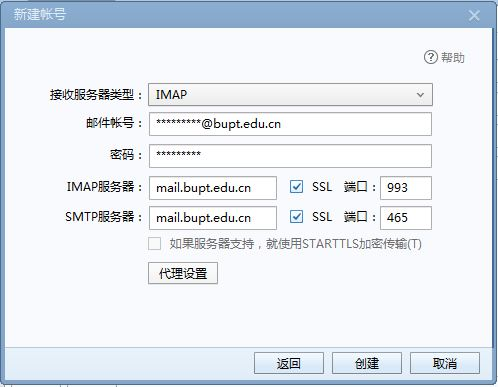 新建帐号
帮助
接收服务器类型： IMAP
邮件帐号： *********@bupt.edu.cn
密码： *********
IMAP服务器： mail.bupt.edu.cn SSL 端口： 993
SMTP服务器： mail.bupt.edu.cn SSL 端口： 465
如果服务器支持，就使用STARTTLS加密传输(T)
代理设置
返回 创建 取消